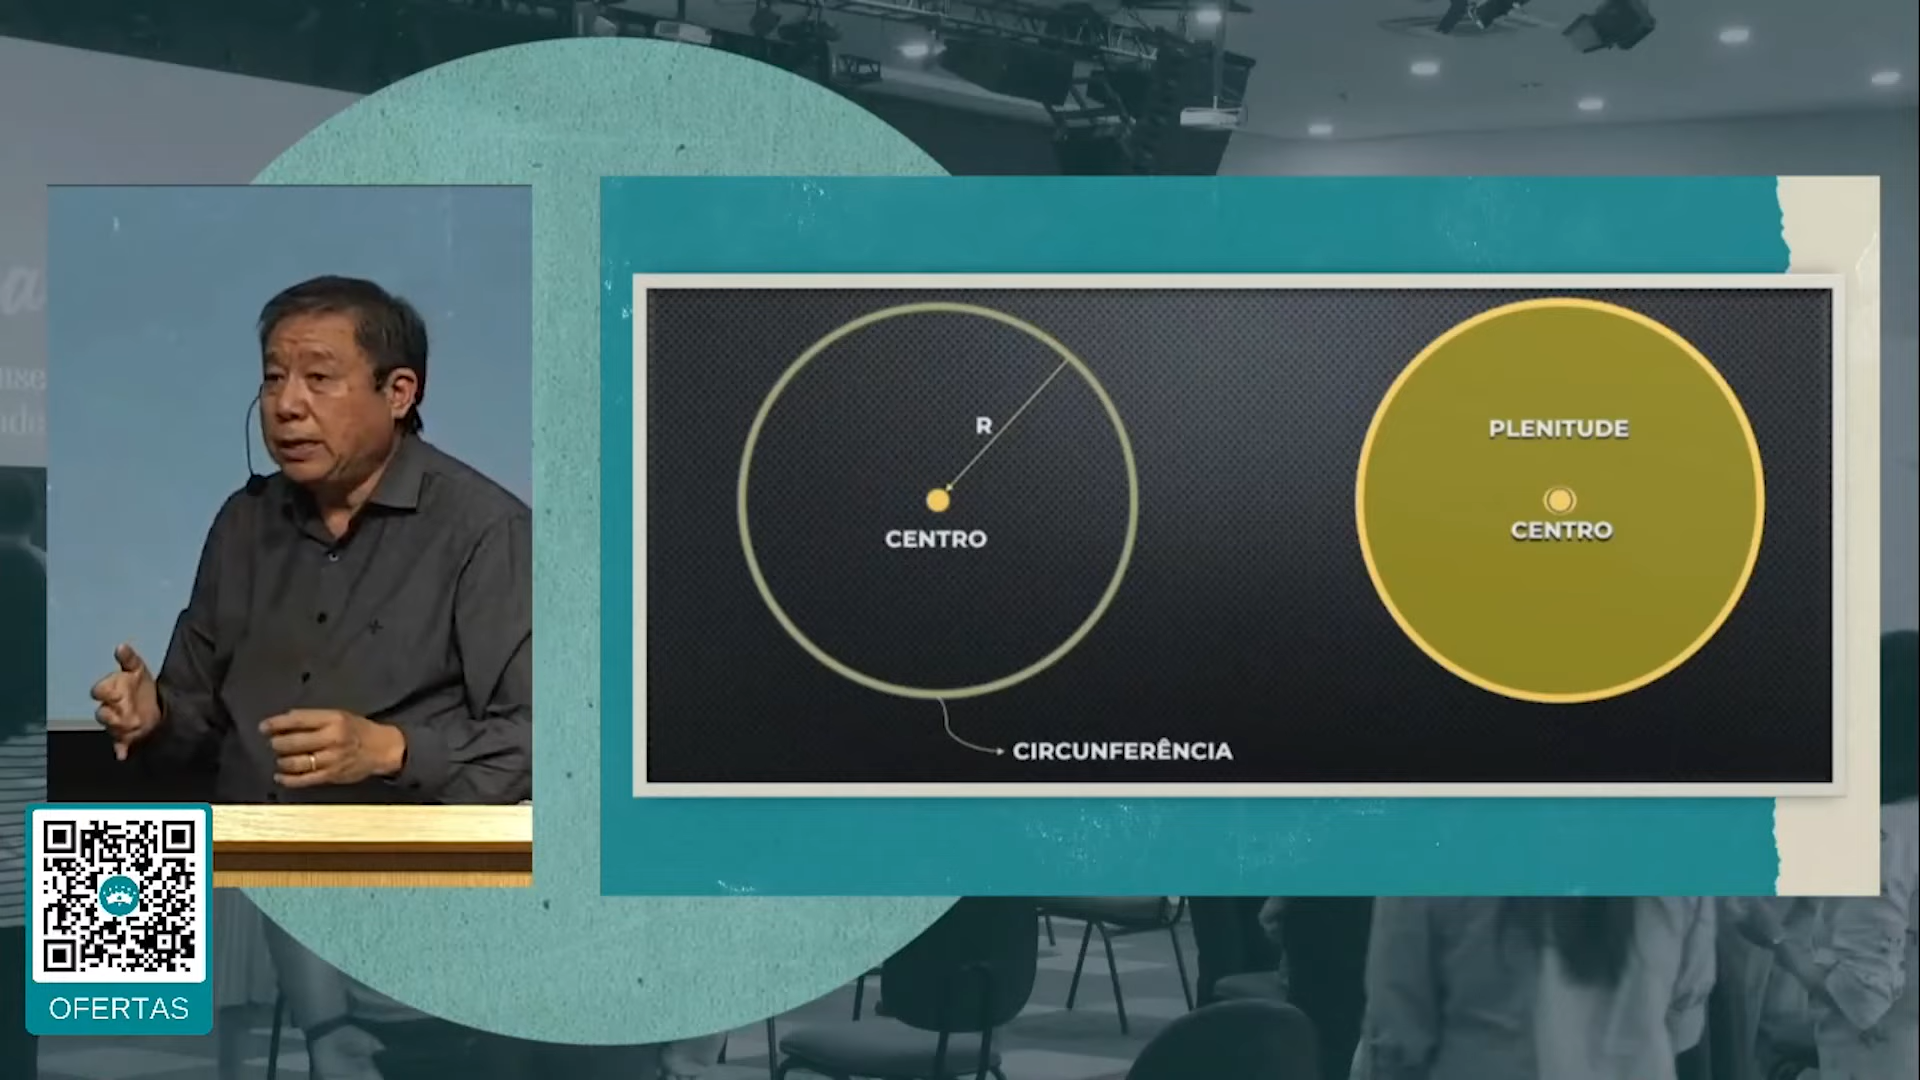 R
CENTRO
CIRCUNFERÊNCIA
PLENITUDE
CENTRO
OFERTAS